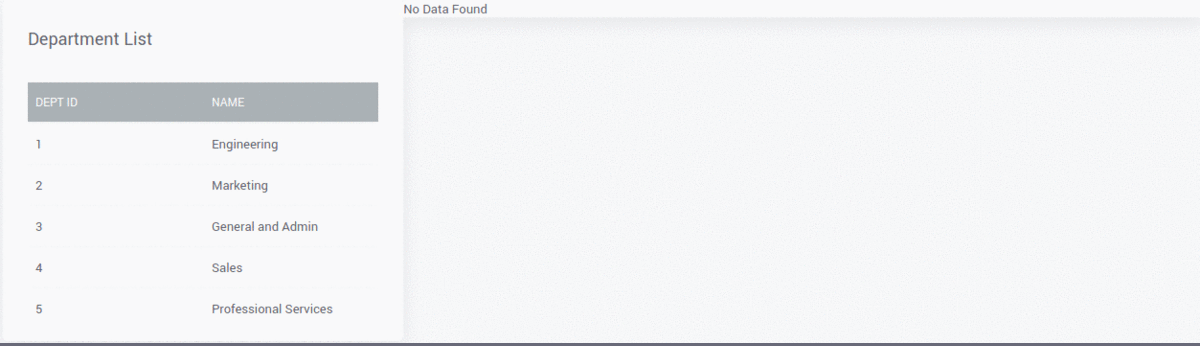 No Data Found
Department List
DEPT ID NAME
1 Engineering
2 Marketing
3 General and Admin
4 Sales
5 Professional Services